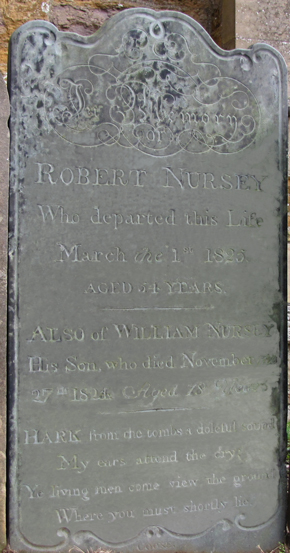 In Memory
OF
ROBERT NURSEY
Who departed this Life
March the 1st 1825
AGED 54 YEARS.
ALSO of WILLIAM NURSEY
His Son, who died November
27th Aged Years
HARK from the tombs a doleful sound
My ears attend the cry;
Ye living men come view the ground
Where you must shortly lie.